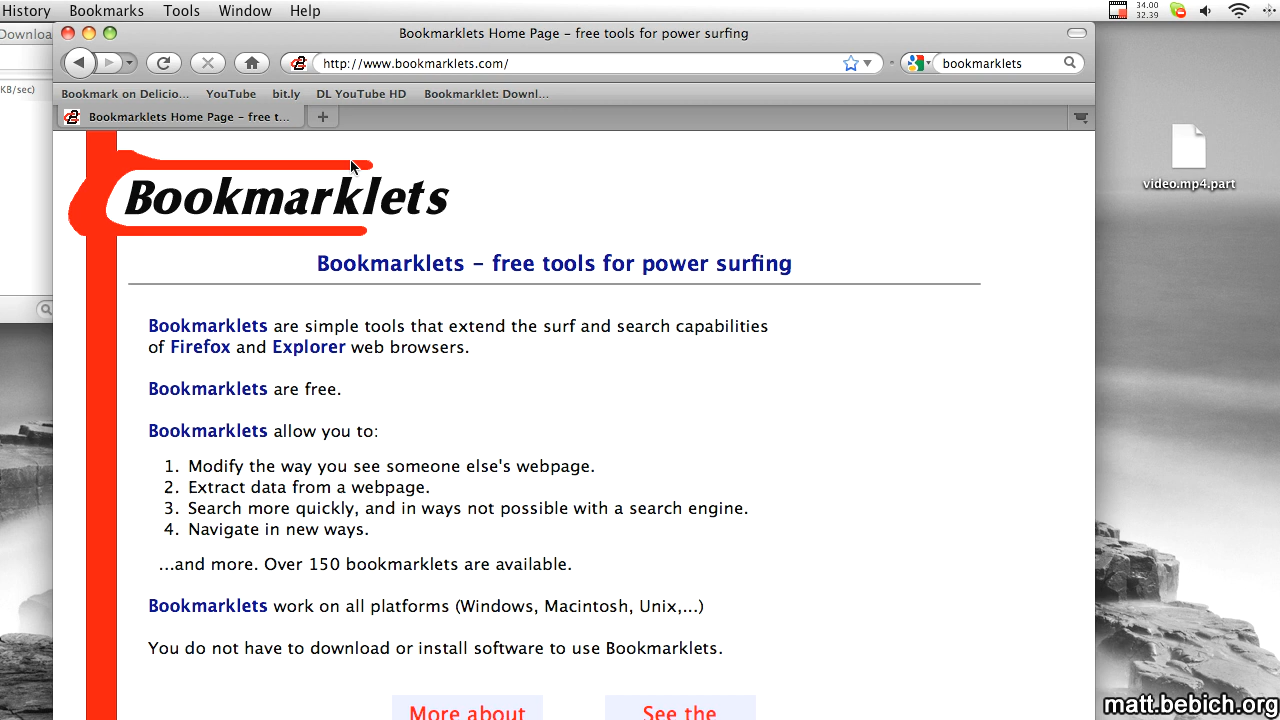 History Bookmarks Tools Window Help
34.00
32.39
Downloa
Bookmarklets Home Page – free tools for power surfing
http://www.bookmarklets.com/
bookmarklets
KB/sec)
Bookmark on Delicio... YouTube bit.ly DL YouTube HD Bookmarklet: Downl...
Bookmarklets Home Page – free t...
video.mp4.part
Bookmarklets
Bookmarklets – free tools for power surfing
Bookmarklets are simple tools that extend the surf and search capabilities
of Firefox and Explorer web browsers.
Bookmarklets are free.
Bookmarklets allow you to:
1. Modify the way you see someone else's webpage.
2. Extract data from a webpage.
3. Search more quickly, and in ways not possible with a search engine.
4. Navigate in new ways.
...and more. Over 150 bookmarklets are available.
Bookmarklets work on all platforms (Windows, Macintosh, Unix,...)
You do not have to download or install software to use Bookmarklets.
More about
See the
matt.bebich.org